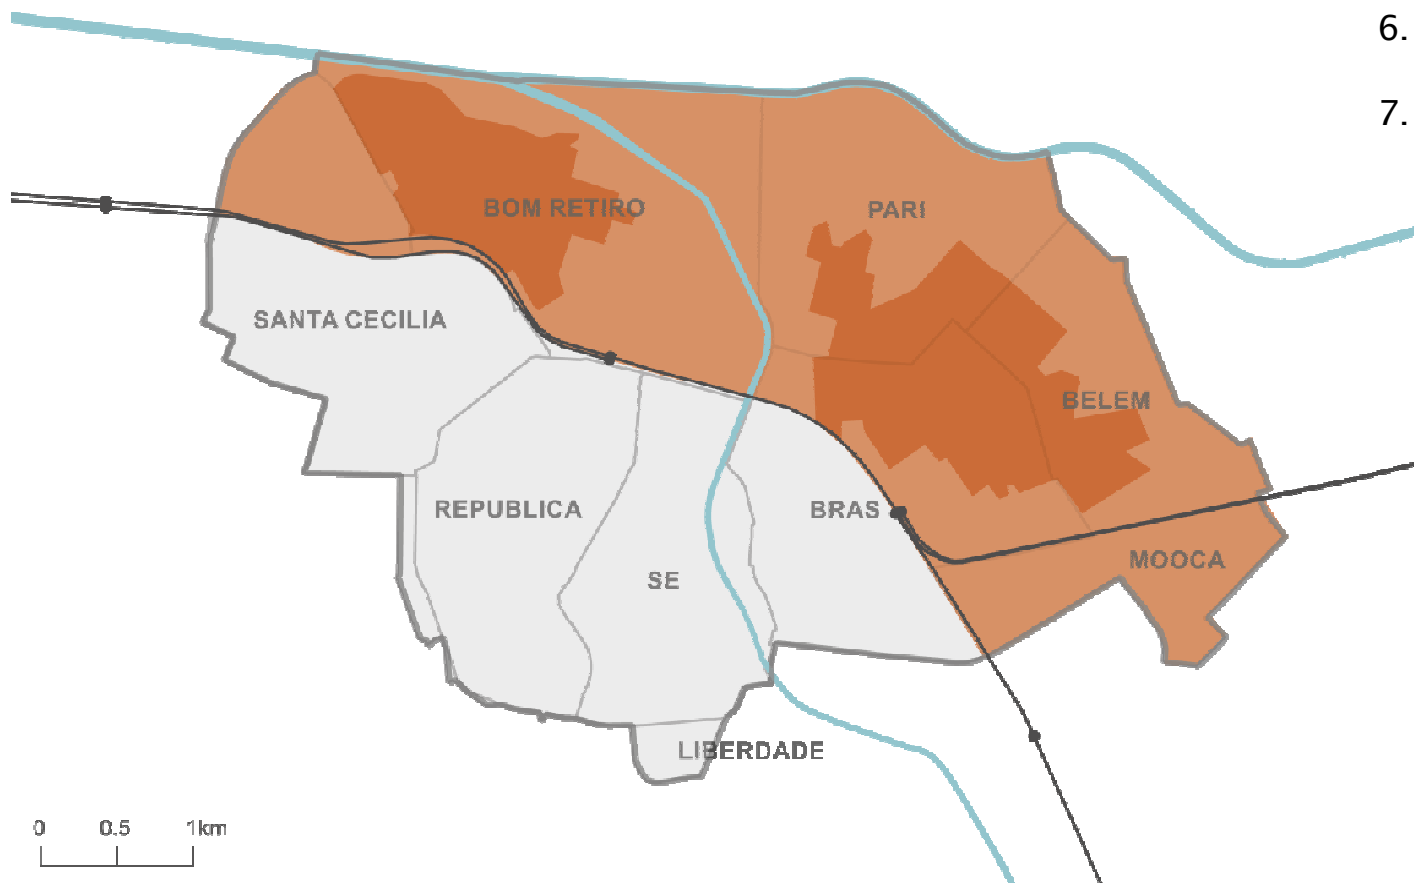 6.
7.
BOM RETIRO
PARI
SANTA CECILIA
BELEM
REPUBLICA
BRAS
MOOCA
SE
LIBERDADE
0 0.5 1km